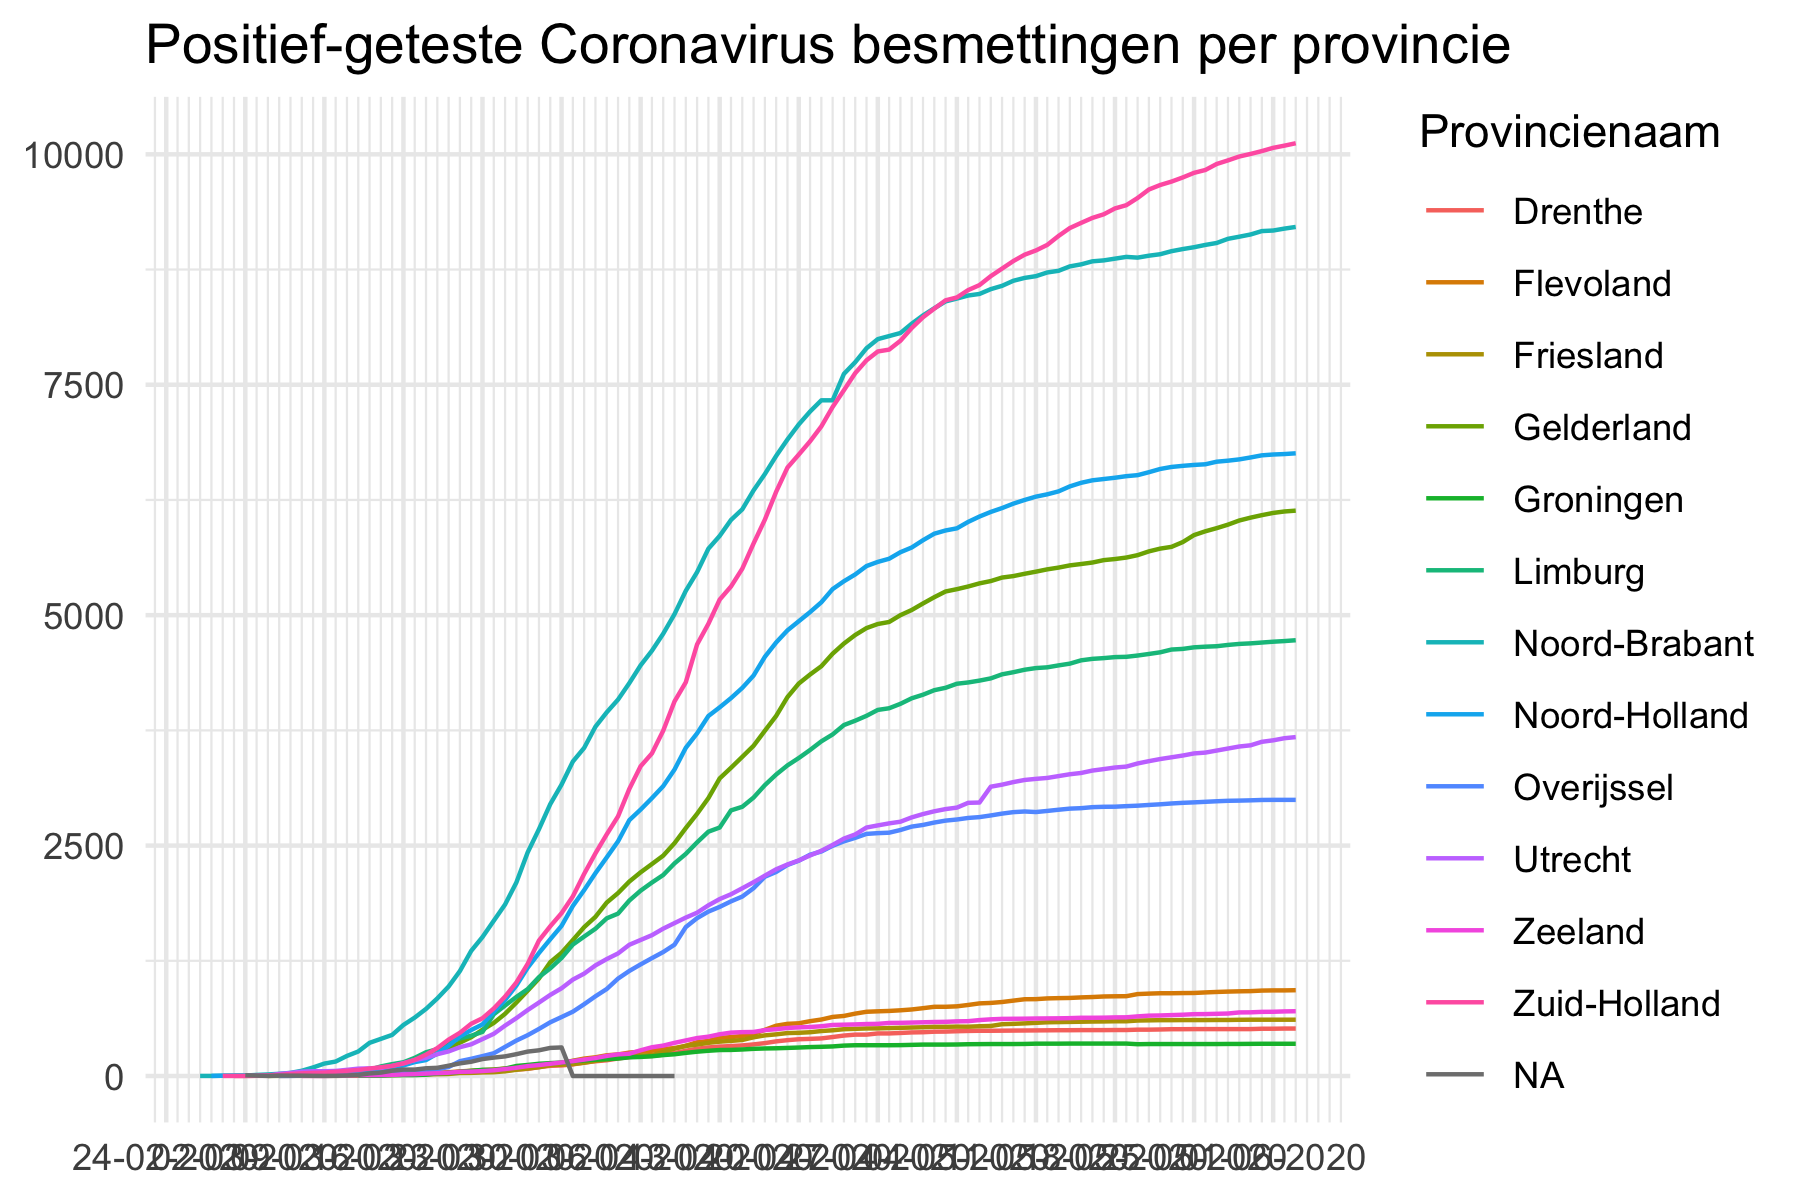 Positief-geteste Coronavirus besmettingen per provincie
10000
7500
5000
2500
0
Provincienaam
Drenthe
Flevoland
Friesland
Gelderland
Groningen
Limburg
Noord-Brabant
Noord-Holland
Overijssel
Utrecht
Zeeland
Zuid-Holland
NA